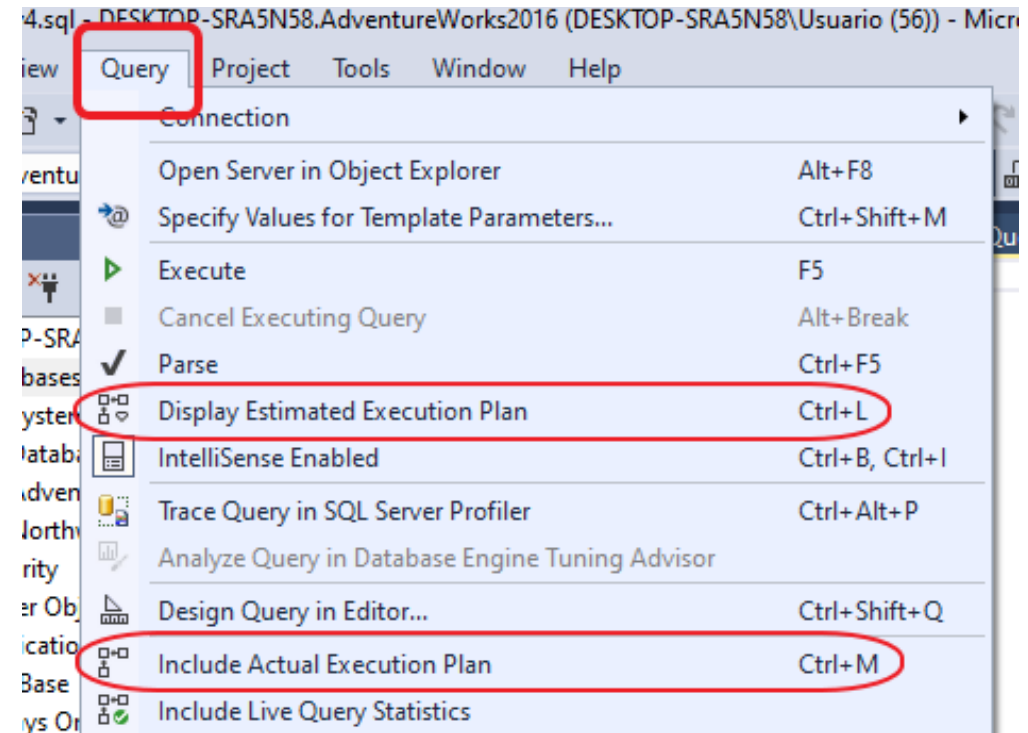 v4.sql - DESKTOP-SRA5N58.AdventureWorks2016 (DESKTOP-SRA5N58\Usuario (56)) - Micr
iew Query Project Tools Window Help
Connection
ventu
Open Server in Object Explorer Alt+F8
Specify Values for Template Parameters... Ctrl+Shift+M
Qu
Execute F5
Cancel Executing Query Alt+Break
P-SRA
Parse Ctrl+F5
bases
Display Estimated Execution Plan Ctrl+L
ystem
IntelliSense Enabled Ctrl+B, Ctrl+I
Databa
Adven
Trace Query in SQL Server Profiler Ctrl+Alt+P
Northw
Analyze Query in Database Engine Tuning Advisor
rity
Design Query in Editor... Ctrl+Shift+Q
er Obj
icatio
Include Actual Execution Plan Ctrl+M
Base
Include Live Query Statistics
ys On